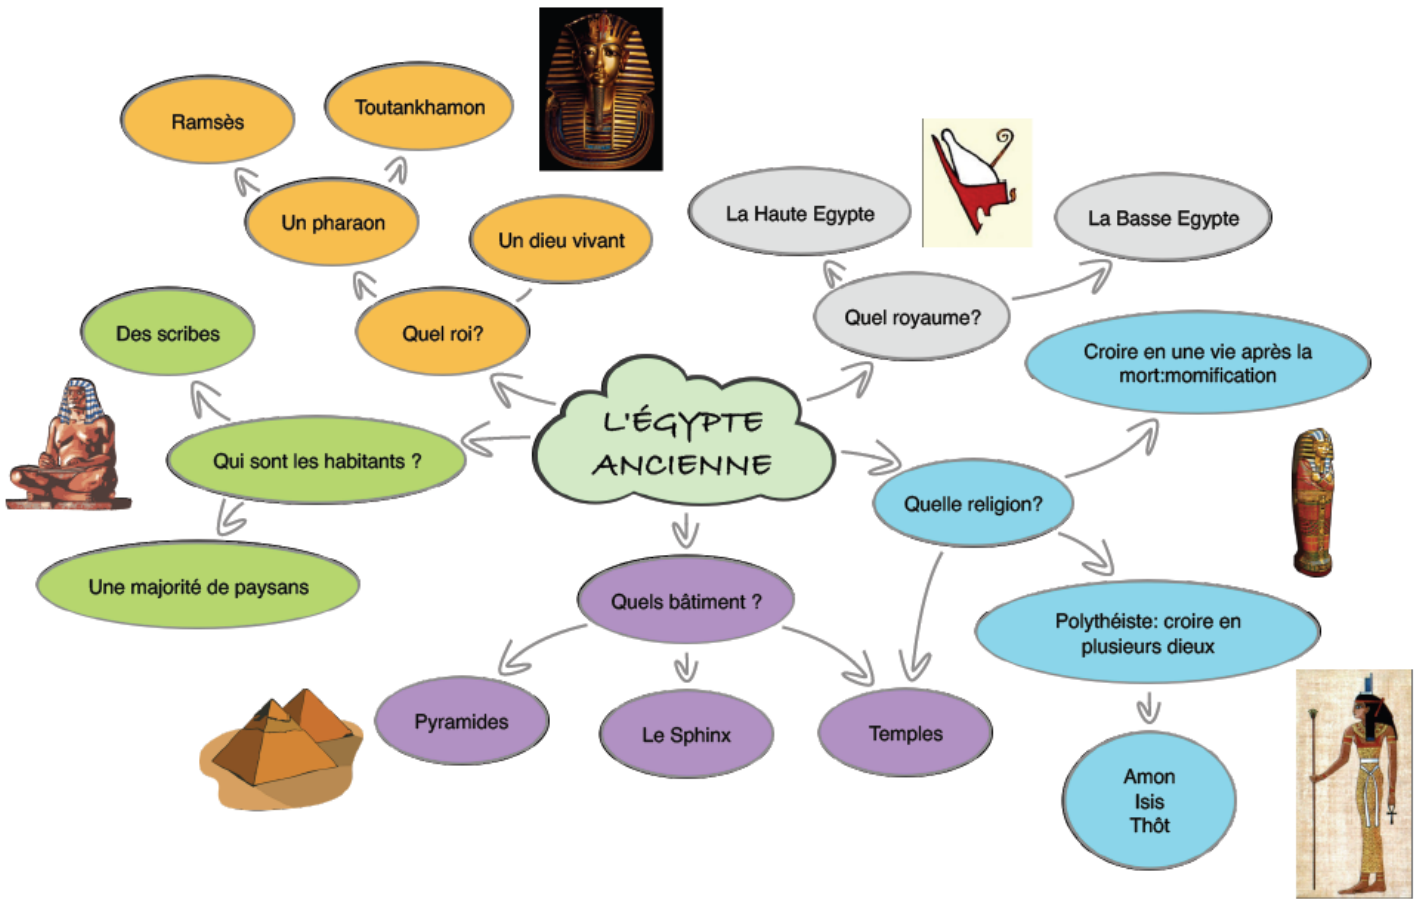 Ramsès
Toutankhamon
Un pharaon
Un dieu vivant
Quel roi?
La Haute Egypte
La Basse Egypte
Quel royaume?
Des scribes
Qui sont les habitants ?
Une majorité de paysans
L'ÉGYPTE
ANCIENNE
Croire en une vie après la
mort:momification
Quelle religion?
Polythéiste: croire en
plusieurs dieux
Amon
Isis
Thôt
Quels bâtiment ?
Pyramides
Le Sphinx
Temples